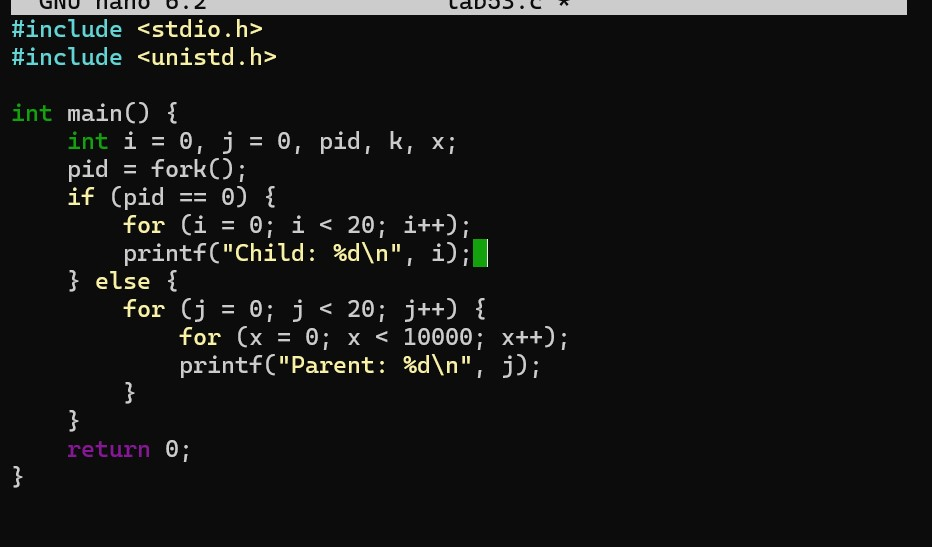 GNU nano 6.2 lab53.c *
#include <stdio.h>
#include <unistd.h>
int main() {
    int i = 0, j = 0, pid, k, x;
    pid = fork();
    if (pid == 0) {
        for (i = 0; i < 20; i++);
        printf("Child: %d\n", i);
    } else {
        for (j = 0; j < 20; j++) {
            for (x = 0; x < 10000; x++);
            printf("Parent: %d\n", j);
        }
    }
    return 0;
}